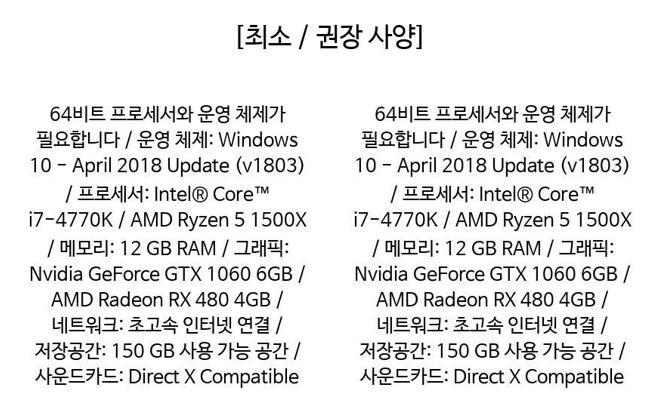 [최소 / 권장 사양]
64비트 프로세서와 운영 체제가
필요합니다 / 운영 체제: Windows
10 - April 2018 Update (v1803)
/ 프로세서: Intel® Core™
i7-4770K / AMD Ryzen 5 1500X
/ 메모리: 12 GB RAM / 그래픽:
Nvidia GeForce GTX 1060 6GB /
AMD Radeon RX 480 4GB /
네트워크: 초고속 인터넷 연결 /
저장공간: 150 GB 사용 가능 공간 /
사운드카드: Direct X Compatible
64비트 프로세서와 운영 체제가
필요합니다 / 운영 체제: Windows
10 - April 2018 Update (v1803)
/ 프로세서: Intel® Core™
i7-4770K / AMD Ryzen 5 1500X
/ 메모리: 12 GB RAM / 그래픽:
Nvidia GeForce GTX 1060 6GB /
AMD Radeon RX 480 4GB /
네트워크: 초고속 인터넷 연결 /
저장공간: 150 GB 사용 가능 공간 /
사운드카드: Direct X Compatible